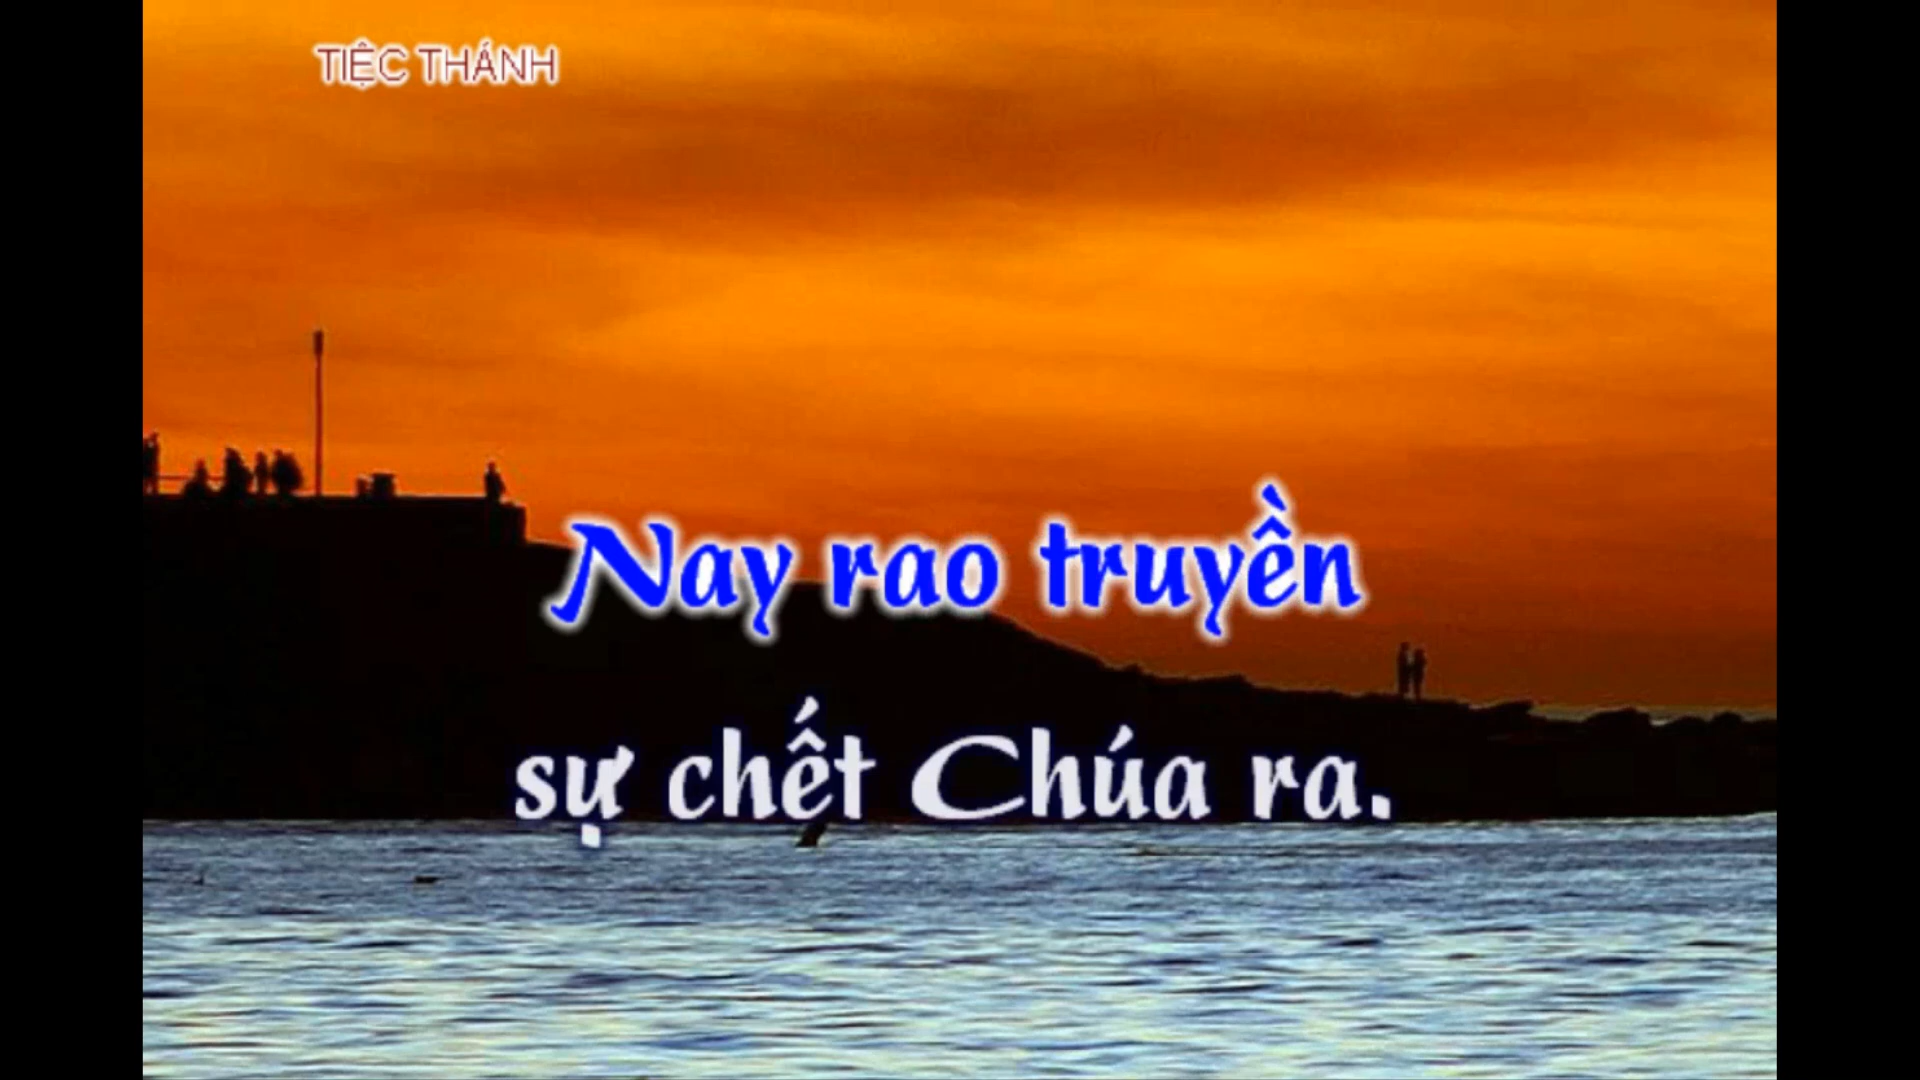 TIỆC THÁNH
Nay rao truyền
sự chết Chúa ra.